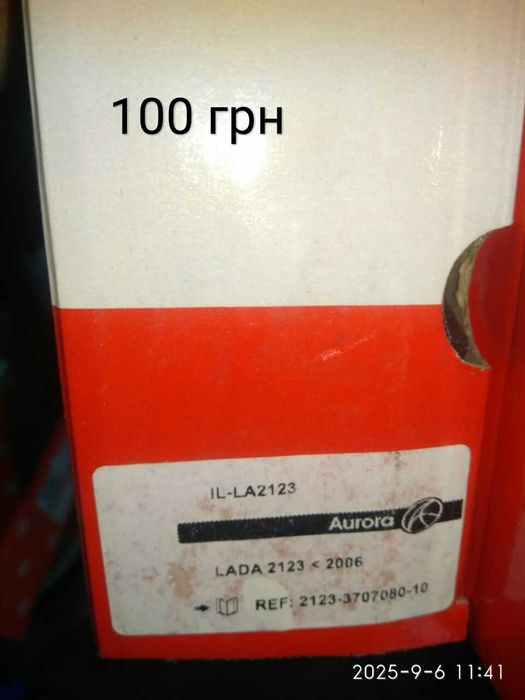 100 грн
IL-LA2123
Aurora
LADA 2123 < 2006
REF: 2123-3707080-10
2025-9-6 11:41